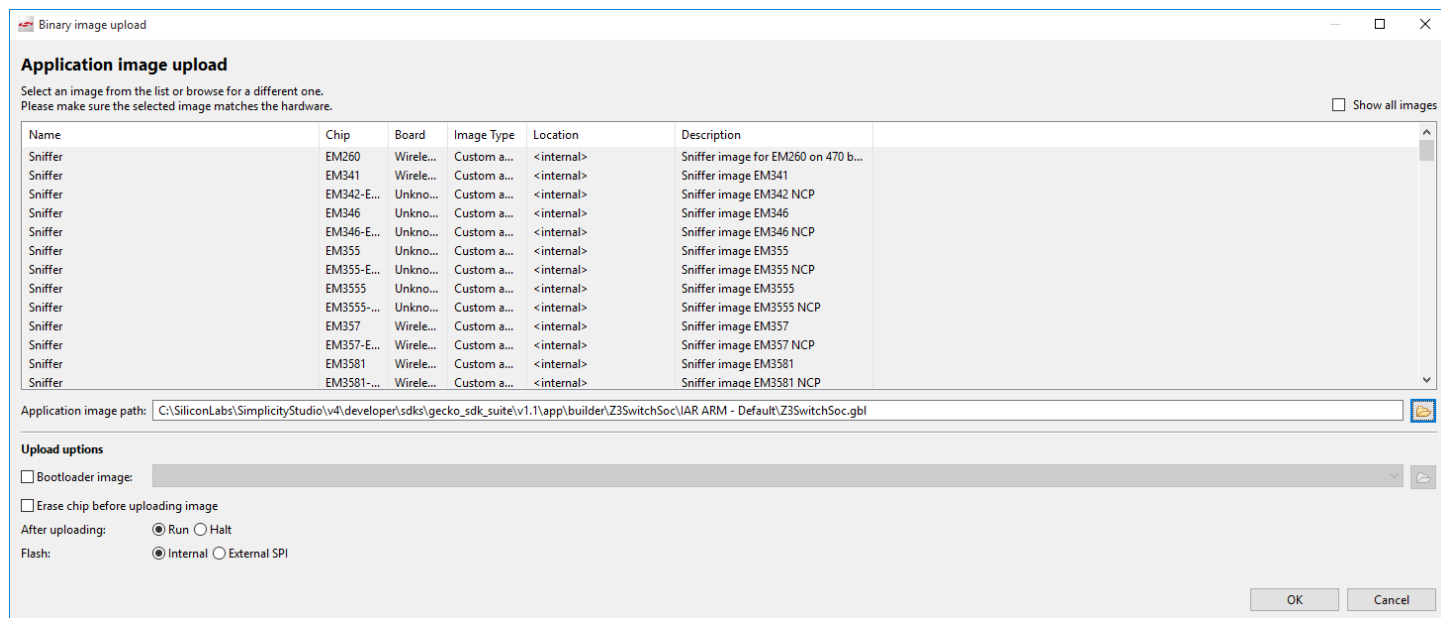 Binary image upload
Application image upload
Select an image from the list or browse for a different one.
Please make sure the selected image matches the hardware.
Show all images
Name Chip Board Image Type Location Description
Sniffer EM260 Wirele... Custom a... <internal> Sniffer image for EM260 on 470 b...
Sniffer EM341 Wirele... Custom a... <internal> Sniffer image EM341
Sniffer EM342-E... Unkno... Custom a... <internal> Sniffer image EM342 NCP
Sniffer EM346 Unkno... Custom a... <internal> Sniffer image EM346
Sniffer EM346-E... Unkno... Custom a... <internal> Sniffer image EM346 NCP
Sniffer EM355 Unkno... Custom a... <internal> Sniffer image EM355
Sniffer EM355-E... Unkno... Custom a... <internal> Sniffer image EM355 NCP
Sniffer EM3555 Unkno... Custom a... <internal> Sniffer image EM3555
Sniffer EM3555-... Unkno... Custom a... <internal> Sniffer image EM3555 NCP
Sniffer EM357 Wirele... Custom a... <internal> Sniffer image EM357
Sniffer EM357-E... Wirele... Custom a... <internal> Sniffer image EM357 NCP
Sniffer EM3581 Wirele... Custom a... <internal> Sniffer image EM3581
Sniffer EM3581-... Wirele... Custom a... <internal> Sniffer image EM3581 NCP
Application image path: C:\SiliconLabs\SimplicityStudio\v4\developer\sdks\gecko_sdk_suite\v1.1\app\builder\Z3SwitchSoc\IAR ARM - Default\Z3SwitchSoc.gbl
Upload uptions
Bootloader image:
Erase chip before uploading image
After uploading: Run Halt
Flash: Internal External SPI
OK Cancel